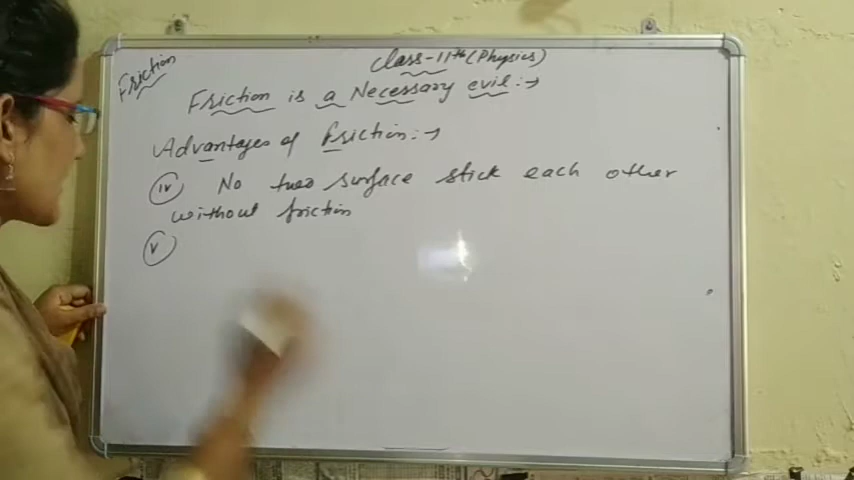 Friction
Class-11th (Physics)
Friction is a Necessary evil :→
Advantages of Friction :→
(iv) No two surface stick each other
without friction
(v)